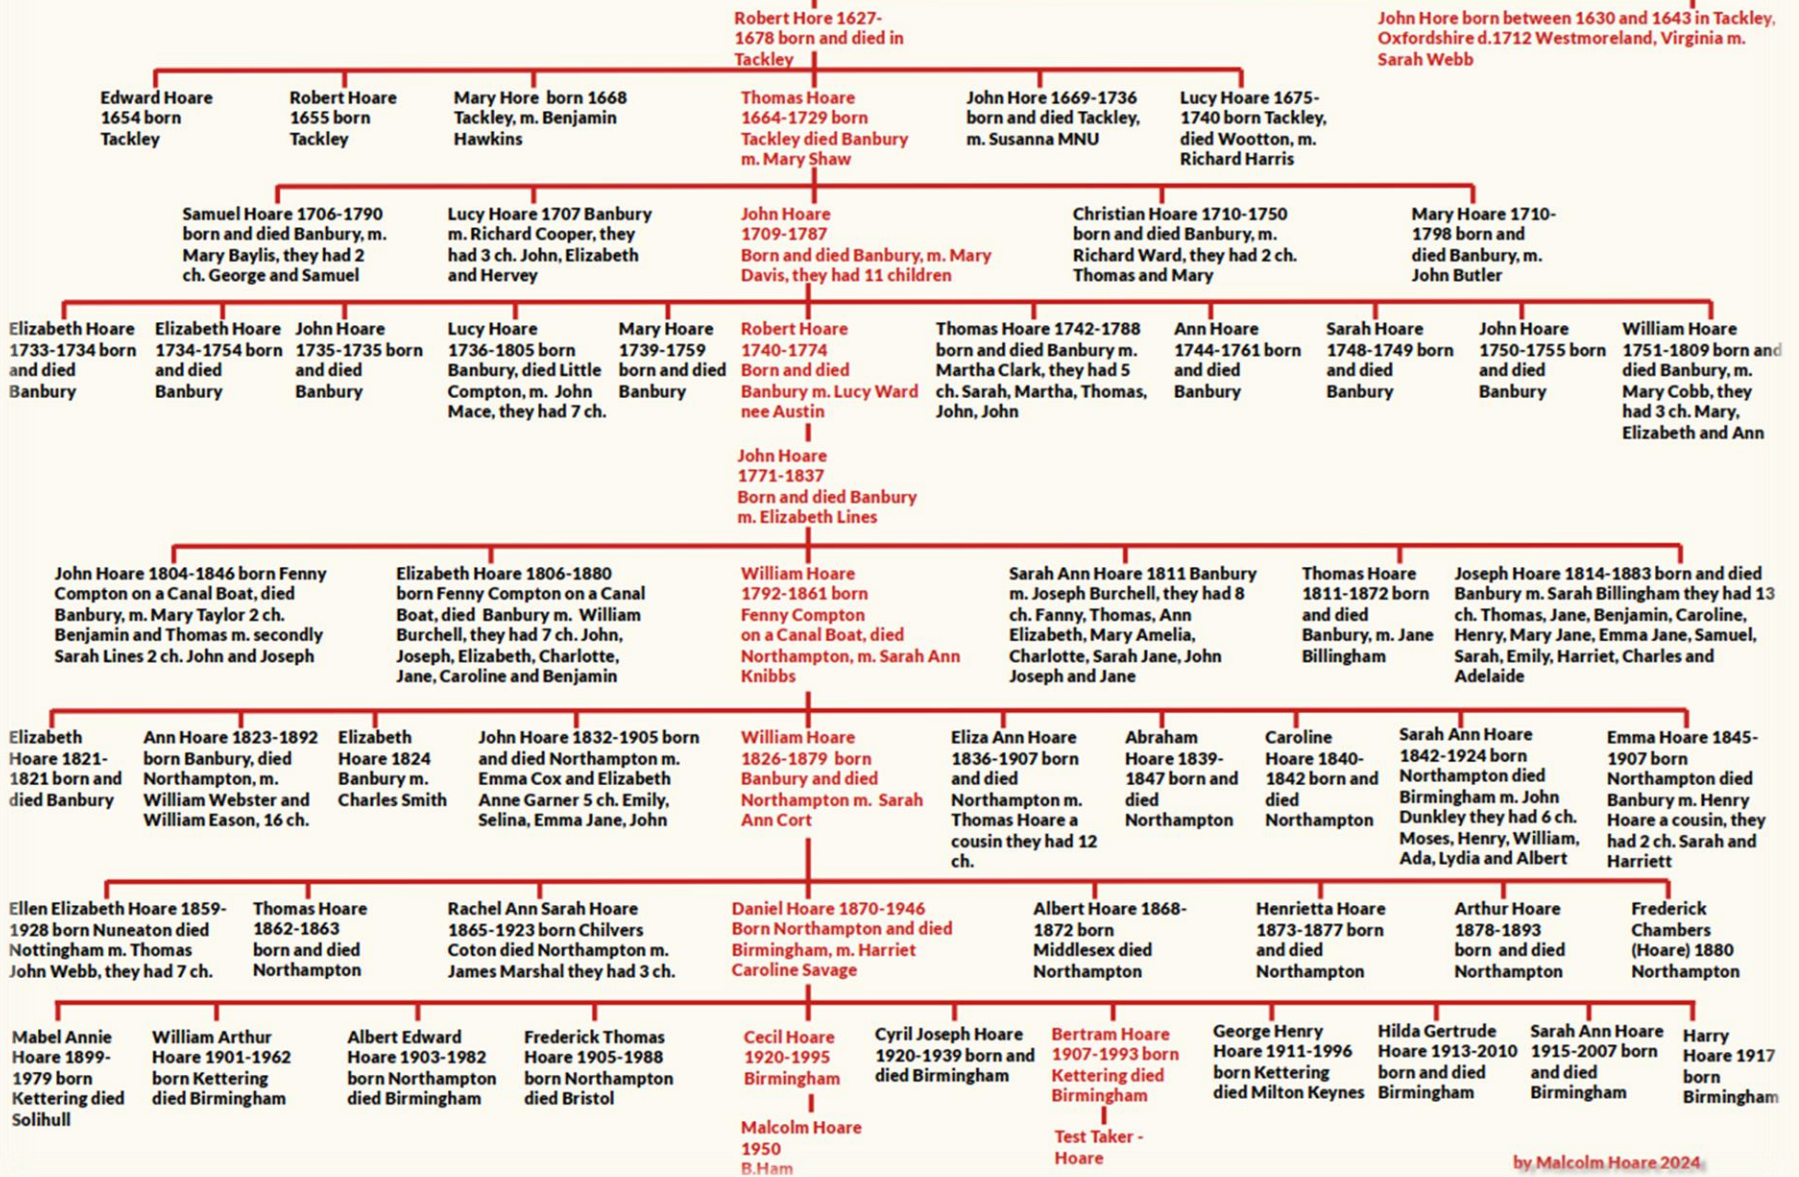 Robert Hore 1627-
1678 born and died in
Tackley
John Hore born between 1630 and 1643 in Tackley,
Oxfordshire d.1712 Westmoreland, Virginia m.
Sarah Webb
Edward Hoare
1654 born
Tackley
Robert Hoare
1655 born
Tackley
Mary Hore born 1668
Tackley, m. Benjamin
Hawkins
Thomas Hoare
1664-1729 born
Tackley died Banbury
m. Mary Shaw
John Hore 1669-1736
born and died Tackley,
m. Susanna MNU
Lucy Hoare 1675-
1740 born Tackley,
died Wootton, m.
Richard Harris
Samuel Hoare 1706-1790
born and died Banbury, m.
Mary Baylis, they had 2
ch. George and Samuel
Lucy Hoare 1707 Banbury
m. Richard Cooper, they
had 3 ch. John, Elizabeth
and Hervey
John Hoare
1709-1787
Born and died Banbury, m. Mary
Davis, they had 11 children
Christian Hoare 1710-1750
born and died Banbury, m.
Richard Ward, they had 2 ch.
Thomas and Mary
Mary Hoare 1710-
1798 born and
died Banbury, m.
John Butler
Elizabeth Hoare
1733-1734 born
and died
Banbury
Elizabeth Hoare
1734-1754 born
and died
Banbury
John Hoare
1735-1735 born
and died
Banbury
Lucy Hoare
1736-1805 born
Banbury, died Little
Compton, m. John
Mace, they had 7 ch.
Mary Hoare
1739-1759
born and died
Banbury
Robert Hoare
1740-1774
Born and died
Banbury m. Lucy Ward
nee Austin
Thomas Hoare 1742-1788
born and died Banbury m.
Martha Clark, they had 5
ch. Sarah, Martha, Thomas,
John, John
Ann Hoare
1744-1761 born
and died
Banbury
Sarah Hoare
1748-1749 born
and died
Banbury
John Hoare
1750-1755 born
and died
Banbury
William Hoare
1751-1809 born and
died Banbury, m.
Mary Cobb, they
had 3 ch. Mary,
Elizabeth and Ann
John Hoare
1771-1837
Born and died Banbury
m. Elizabeth Lines
John Hoare 1804-1846 born Fenny
Compton on a Canal Boat, died
Banbury, m. Mary Taylor 2 ch.
Benjamin and Thomas m. secondly
Sarah Lines 2 ch. John and Joseph
Elizabeth Hoare 1806-1880
born Fenny Compton on a Canal
Boat, died Banbury m. William
Burchell, they had 7 ch. John,
Joseph, Elizabeth, Charlotte,
Jane, Caroline and Benjamin
William Hoare
1792-1861 born
Fenny Compton
on a Canal Boat, died
Northampton, m. Sarah Ann
Knibbs
Sarah Ann Hoare 1811 Banbury
m. Joseph Burchell, they had 8
ch. Fanny, Thomas, Ann
Elizabeth, Mary Amelia,
Charlotte, Sarah Jane, John
Joseph and Jane
Thomas Hoare
1811-1872 born
and died
Banbury, m. Jane
Billingham
Joseph Hoare 1814-1883 born and died
Banbury m. Sarah Billingham they had 13
ch. Thomas, Jane, Benjamin, Caroline,
Henry, Mary Jane, Emma Jane, Samuel,
Sarah, Emily, Harriet, Charles and
Adelaide
Elizabeth
Hoare 1821-
1821 born and
died Banbury
Ann Hoare 1823-1892
born Banbury, died
Northampton, m.
William Webster and
William Eason, 16 ch.
Elizabeth
Hoare 1824
Banbury m.
Charles Smith
John Hoare 1832-1905 born
and died Northampton m.
Emma Cox and Elizabeth
Anne Garner 5 ch. Emily,
Selina, Emma Jane, John
William Hoare
1826-1879 born
Banbury and died
Northampton m. Sarah
Ann Cort
Eliza Ann Hoare
1836-1907 born
and died
Northampton m.
Thomas Hoare a
cousin they had 12
ch.
Abraham
Hoare 1839-
1847 born and
died
Northampton
Caroline
Hoare 1840-
1842 born and
died
Northampton
Sarah Ann Hoare
1842-1924 born
Northampton died
Birmingham m. John
Dunkley they had 6 ch.
Moses, Henry, William,
Ada, Lydia and Albert
Emma Hoare 1845-
1907 born
Northampton died
Banbury m. Henry
Hoare a cousin, they
had 2 ch. Sarah and
Harriett
Ellen Elizabeth Hoare 1859-
1928 born Nuneaton died
Nottingham m. Thomas
John Webb, they had 7 ch.
Thomas Hoare
1862-1863
born and died
Northampton
Rachel Ann Sarah Hoare
1865-1923 born Chilvers
Coton died Northampton m.
James Marshal they had 3 ch.
Daniel Hoare 1870-1946
Born Northampton and died
Birmingham, m. Harriet
Caroline Savage
Albert Hoare 1868-
1872 born
Middlesex died
Northampton
Henrietta Hoare
1873-1877 born
and died
Northampton
Arthur Hoare
1878-1893
born and died
Northampton
Frederick
Chambers
(Hoare) 1880
Northampton
Mabel Annie
Hoare 1899-
1979 born
Kettering died
Solihull
William Arthur
Hoare 1901-1962
born Kettering
died Birmingham
Albert Edward
Hoare 1903-1982
born Northampton
died Birmingham
Frederick Thomas
Hoare 1905-1988
born Northampton
died Bristol
Cecil Hoare
1920-1995
Birmingham
Cyril Joseph Hoare
1920-1939 born and
died Birmingham
Bertram Hoare
1907-1993 born
Kettering died
Birmingham
George Henry
Hoare 1911-1996
born Kettering
died Milton Keynes
Hilda Gertrude
Hoare 1913-2010
born and died
Birmingham
Sarah Ann Hoare
1915-2007 born
and died
Birmingham
Harry
Hoare 1917
born
Birmingham
Malcolm Hoare
1950
B.Ham
Test Taker -
Hoare
by Malcolm Hoare 2024